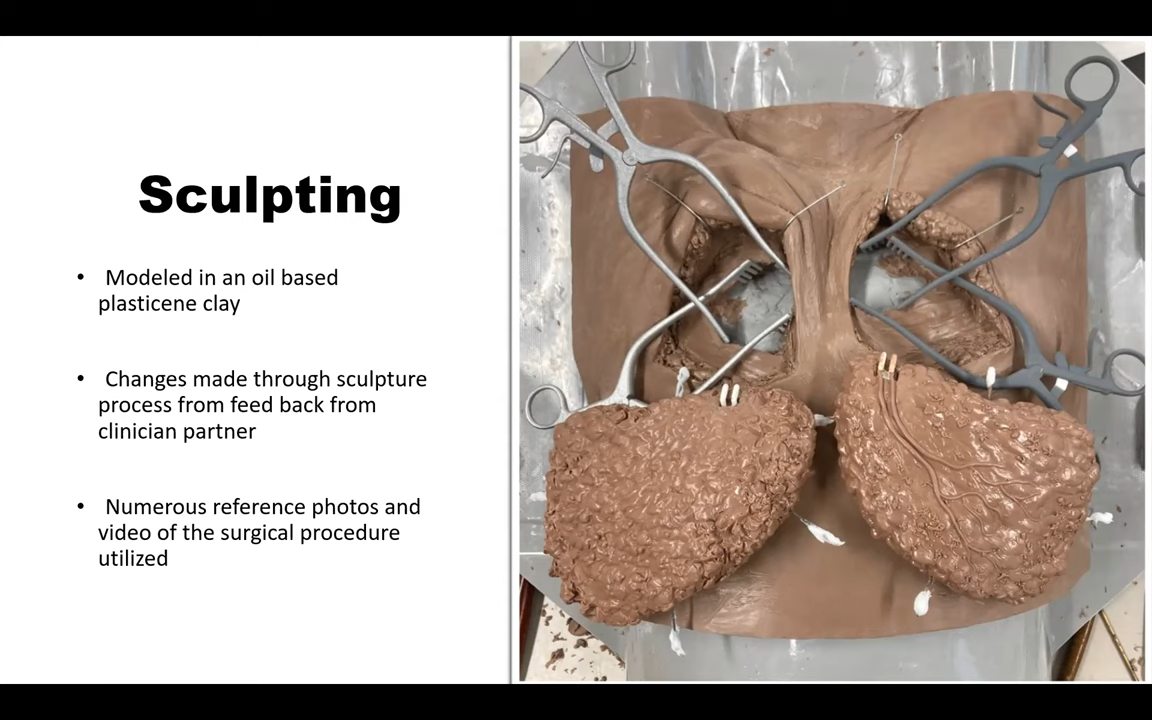 Sculpting
• Modeled in an oil based
plasticene clay
• Changes made through sculpture
process from feed back from
clinician partner
• Numerous reference photos and
video of the surgical procedure
utilized